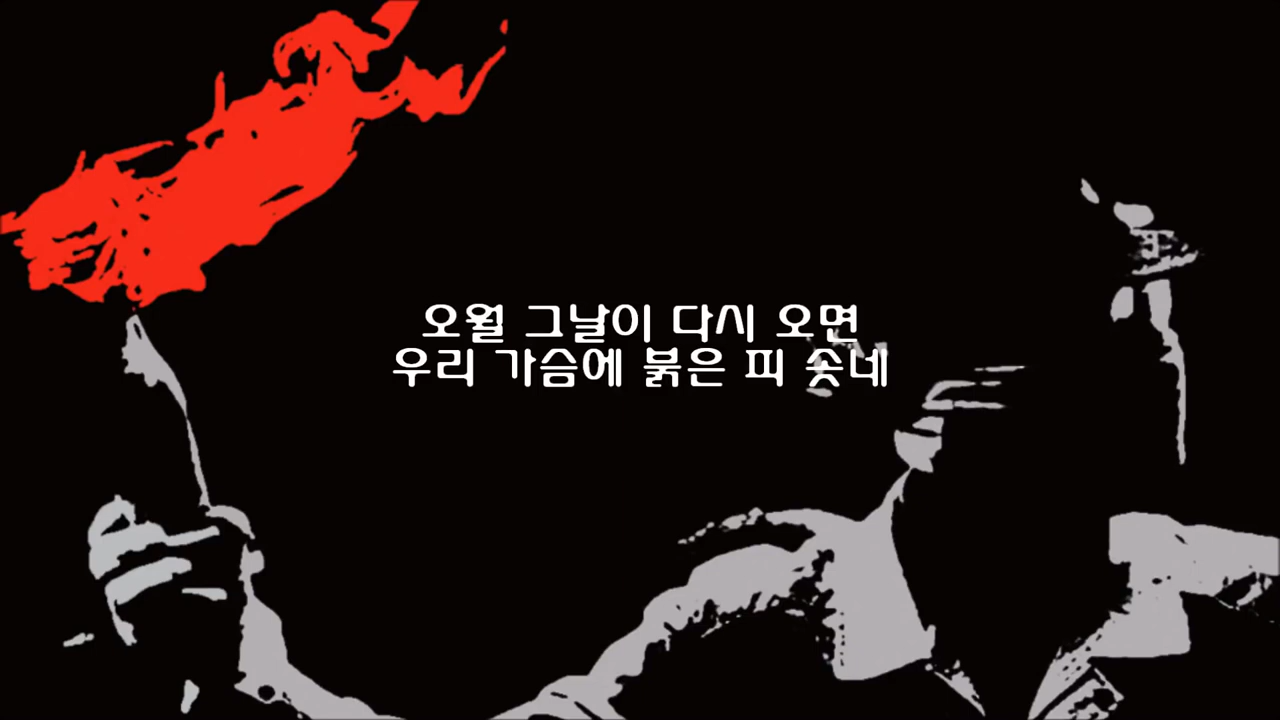 오월 그날이 다시 오면
우리 가슴에 붉은 피 솟네